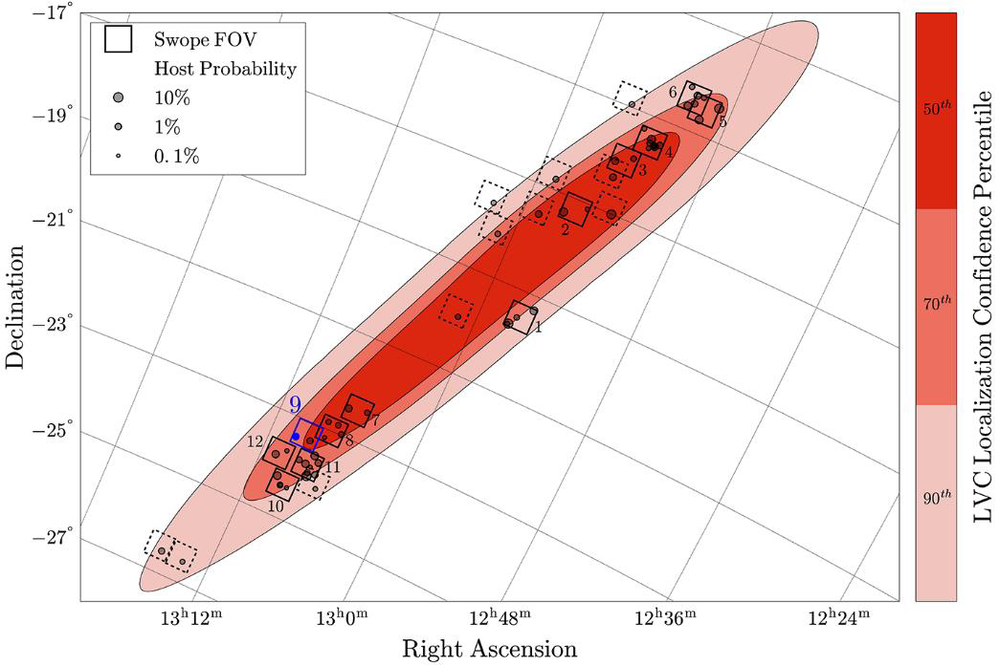 −17°
−19°
−21°
−23°
−25°
−27°
Declination
Swope FOV
Host Probability
10%
1%
0.1%
6
5
4
3
2
1
9
7
8
12
11
10
13ʰ12ᵐ
13ʰ0ᵐ
12ʰ48ᵐ
12ʰ36ᵐ
12ʰ24ᵐ
Right Ascension
50ᵗʰ
70ᵗʰ
90ᵗʰ
LVC Localization Confidence Percentile